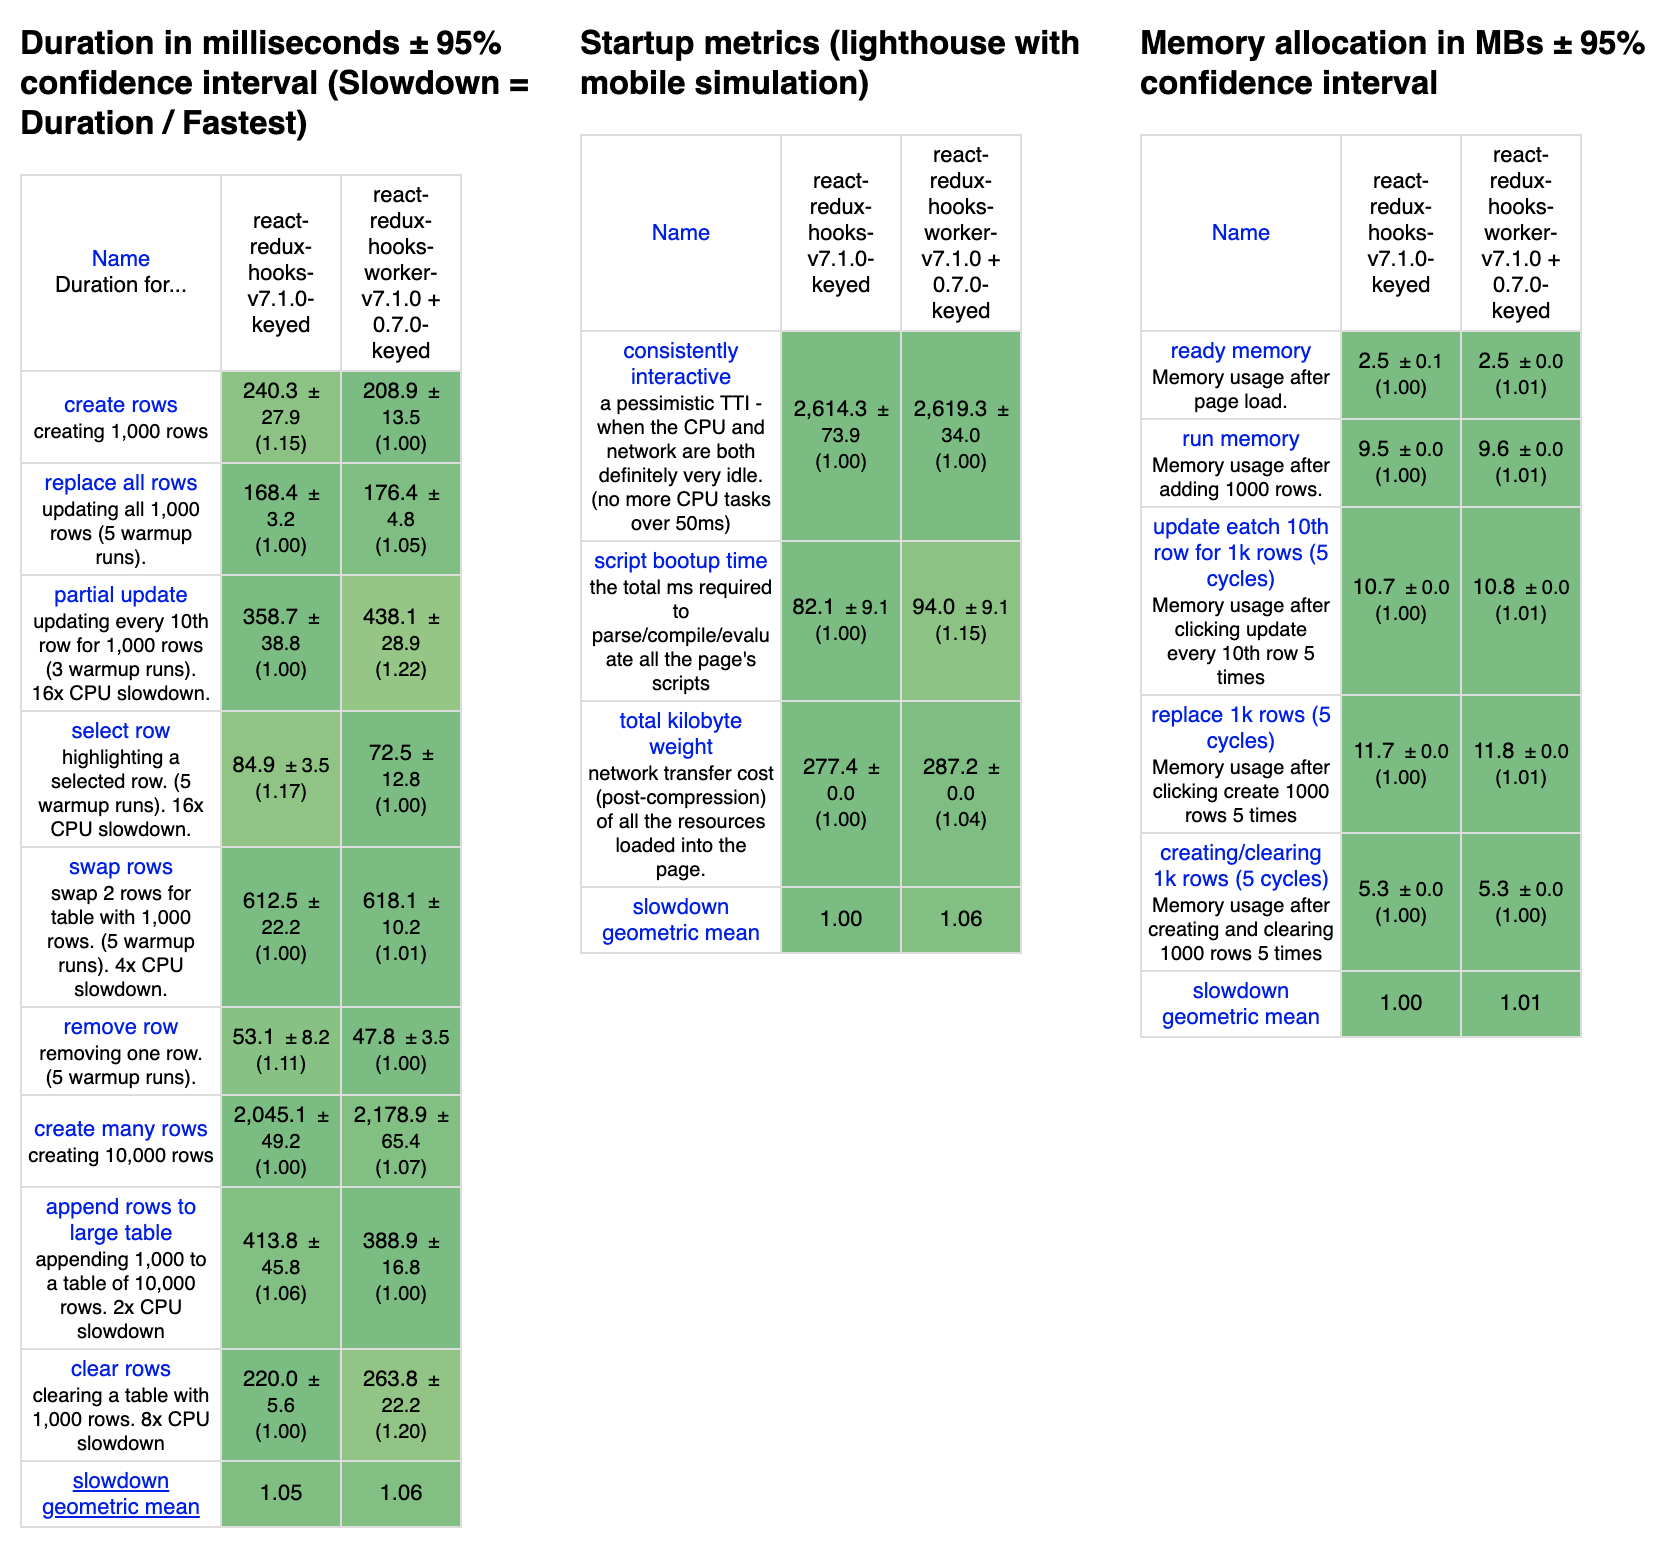 Duration in milliseconds ± 95%
confidence interval (Slowdown =
Duration / Fastest)
Name
Duration for...
react-
redux-
hooks-
v7.1.0-
keyed
react-
redux-
hooks-
worker-
v7.1.0 +
0.7.0-
keyed
create rows
creating 1,000 rows
240.3 ±
27.9
(1.15)
208.9 ±
13.5
(1.00)
replace all rows
updating all 1,000
rows (5 warmup
runs).
168.4 ±
3.2
(1.00)
176.4 ±
4.8
(1.05)
partial update
updating every 10th
row for 1,000 rows
(3 warmup runs).
16x CPU slowdown.
358.7 ±
38.8
(1.00)
438.1 ±
28.9
(1.22)
select row
highlighting a
selected row. (5
warmup runs). 16x
CPU slowdown.
84.9 ± 3.5
(1.17)
72.5 ±
12.8
(1.00)
swap rows
swap 2 rows for
table with 1,000
rows. (5 warmup
runs). 4x CPU
slowdown.
612.5 ±
22.2
(1.00)
618.1 ±
10.2
(1.01)
remove row
removing one row.
(5 warmup runs).
53.1 ± 8.2
(1.11)
47.8 ± 3.5
(1.00)
create many rows
creating 10,000 rows
2,045.1 ±
49.2
(1.00)
2,178.9 ±
65.4
(1.07)
append rows to
large table
appending 1,000 to
a table of 10,000
rows. 2x CPU
slowdown
413.8 ±
45.8
(1.06)
388.9 ±
16.8
(1.00)
clear rows
clearing a table with
1,000 rows. 8x CPU
slowdown
220.0 ±
5.6
(1.00)
263.8 ±
22.2
(1.20)
slowdown
geometric mean
1.05
1.06
Startup metrics (lighthouse with
mobile simulation)
Name
react-
redux-
hooks-
v7.1.0-
keyed
react-
redux-
hooks-
worker-
v7.1.0 +
0.7.0-
keyed
consistently
interactive
a pessimistic TTI -
when the CPU and
network are both
definitely very idle.
(no more CPU tasks
over 50ms)
2,614.3 ±
73.9
(1.00)
2,619.3 ±
34.0
(1.00)
script bootup time
the total ms required
to
parse/compile/evalu
ate all the page's
scripts
82.1 ± 9.1
(1.00)
94.0 ± 9.1
(1.15)
total kilobyte
weight
network transfer cost
(post-compression)
of all the resources
loaded into the
page.
277.4 ±
0.0
(1.00)
287.2 ±
0.0
(1.04)
slowdown
geometric mean
1.00
1.06
Memory allocation in MBs ± 95%
confidence interval
Name
react-
redux-
hooks-
v7.1.0-
keyed
react-
redux-
hooks-
worker-
v7.1.0 +
0.7.0-
keyed
ready memory
Memory usage after
page load.
2.5 ± 0.1
(1.00)
2.5 ± 0.0
(1.01)
run memory
Memory usage after
adding 1000 rows.
9.5 ± 0.0
(1.00)
9.6 ± 0.0
(1.01)
update eatch 10th
row for 1k rows (5
cycles)
Memory usage after
clicking update
every 10th row 5
times
10.7 ± 0.0
(1.00)
10.8 ± 0.0
(1.01)
replace 1k rows (5
cycles)
Memory usage after
clicking create 1000
rows 5 times
11.7 ± 0.0
(1.00)
11.8 ± 0.0
(1.01)
creating/clearing
1k rows (5 cycles)
Memory usage after
creating and clearing
1000 rows 5 times
5.3 ± 0.0
(1.00)
5.3 ± 0.0
(1.00)
slowdown
geometric mean
1.00
1.01